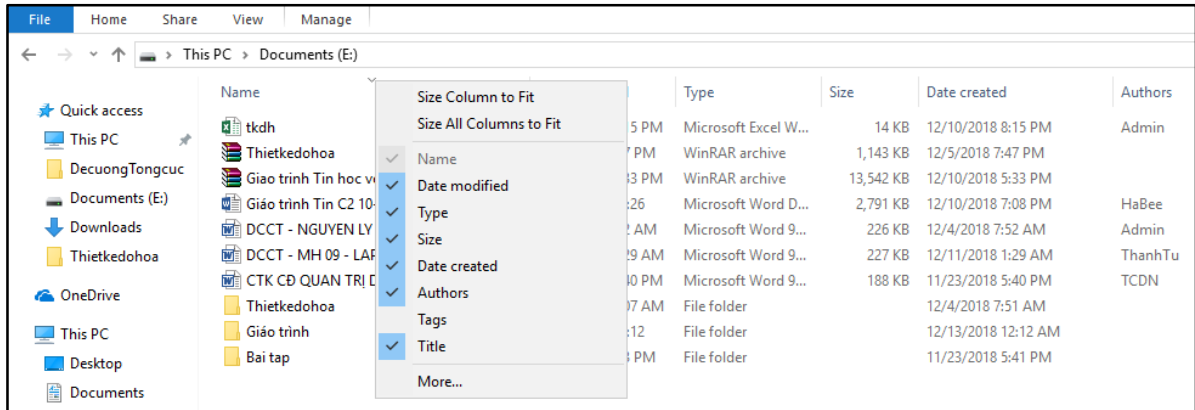 File Home Share View Manage
This PC > Documents (E:)
Name Type Size Date created Authors
Quick access
This PC
DecuongTongcuc
Documents (E:)
Downloads
Thietkedohoa
OneDrive
This PC
Desktop
Documents
tkdh 5 PM Microsoft Excel W... 14 KB 12/10/2018 8:15 PM Admin
Thietkedohoa PM WinRAR archive 1,143 KB 12/5/2018 7:47 PM
Giao trinh Tin hoc 33 PM WinRAR archive 13,542 KB 12/10/2018 5:33 PM
Giáo trình Tin C2 10- :26 Microsoft Word D... 2,791 KB 12/10/2018 7:08 PM HaBee
DCCT - NGUYEN LY AM Microsoft Word 9... 226 KB 12/4/2018 7:52 AM Admin
DCCT - MH 09 - 29 AM Microsoft Word 9... 227 KB 12/11/2018 1:29 AM ThanhTu
CTK CĐ QUAN TRỊ 40 PM Microsoft Word 9... 188 KB 11/23/2018 5:40 PM TCDN
Thietkedohoa 07 AM File folder 12/4/2018 7:51 AM
Giáo trình :12 File folder 12/13/2018 12:12 AM
Bai tap PM File folder 11/23/2018 5:41 PM
Size Column to Fit
Size All Columns to Fit
Name
Date modified
Type
Size
Date created
Authors
Tags
Title
More...